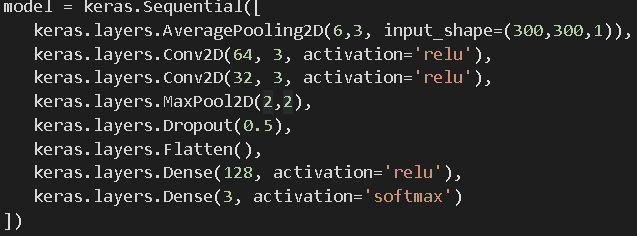 model = keras.Sequential([
keras.layers.AveragePooling2D(6,3, input_shape=(300,300,1)),
keras.layers.Conv2D(64, 3, activation='relu'),
keras.layers.Conv2D(32, 3, activation='relu'),
keras.layers.MaxPool2D(2,2),
keras.layers.Dropout(0.5),
keras.layers.Flatten(),
keras.layers.Dense(128, activation='relu'),
keras.layers.Dense(3, activation='softmax')
])